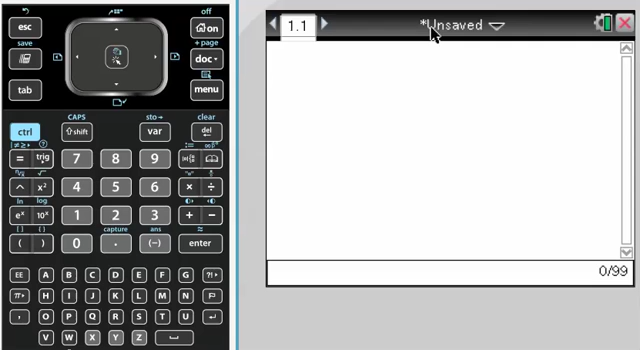 off
esc
on
save
+ page
doc
tab
menu
CAPS
sto→
clear
ctrl
⇧shift
var
del
= trig 7 8 9
^ x² 4 5 6 × ÷
ln log
eˣ 10ˣ 1 2 3 + −
[ ] { } capture ans ≈
( ) 0 . (−) enter
EE A B C D E F G ?!▸
π▸ H I J K L M N
, O P Q R S T U
V W X Y Z
1.1
*Unsaved
0/99